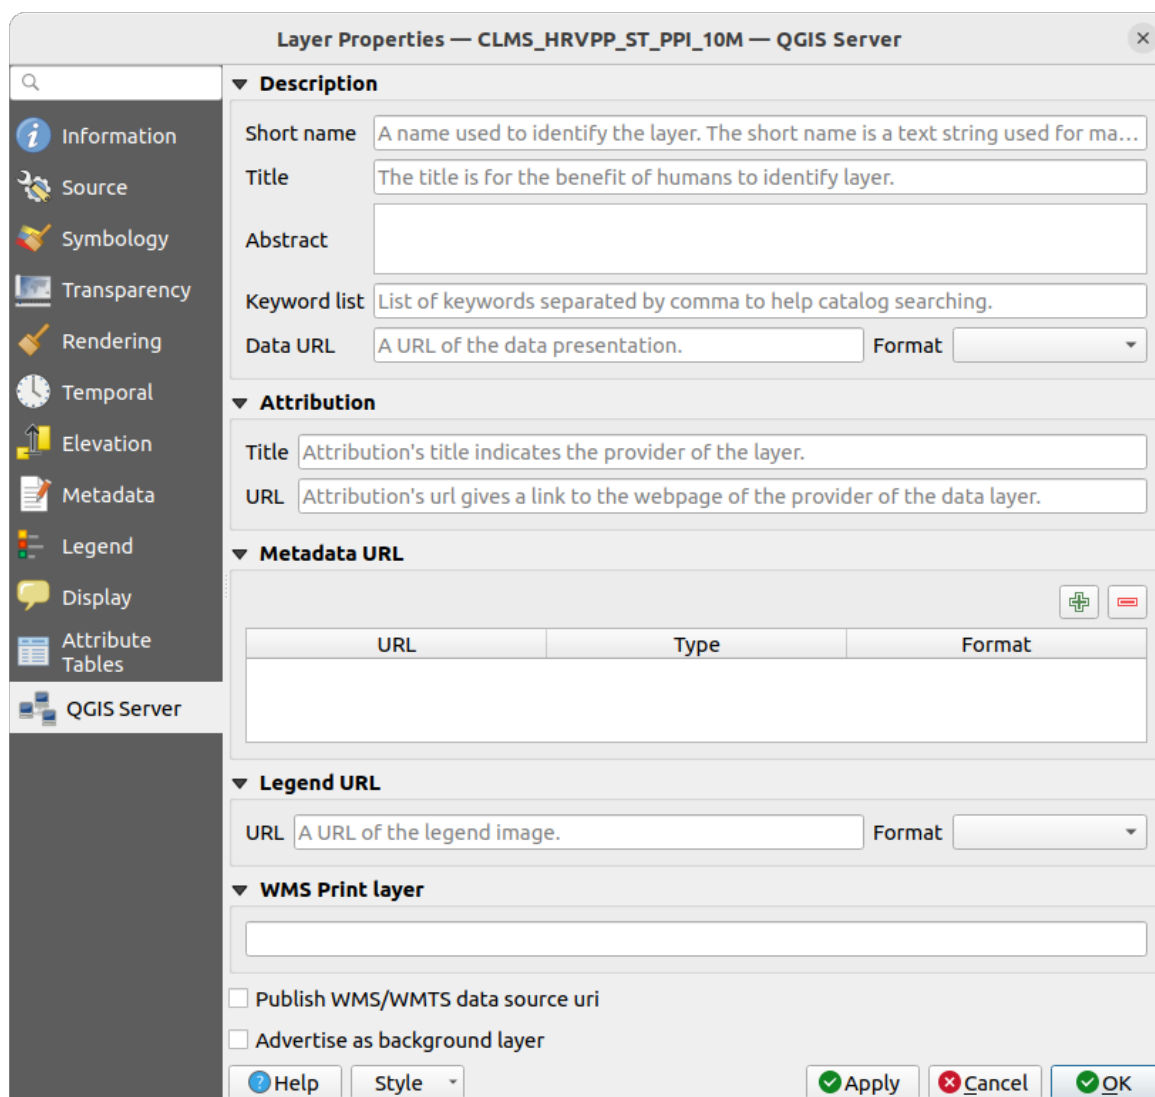 Layer Properties — CLMS_HRVPP_ST_PPI_10M — QGIS Server
Information
Source
Symbology
Transparency
Rendering
Temporal
Elevation
Metadata
Legend
Display
Attribute
Tables
QGIS Server
Description
Short name A name used to identify the layer. The short name is a text string used for ma...
Title The title is for the benefit of humans to identify layer.
Abstract
Keyword list List of keywords separated by comma to help catalog searching.
Data URL A URL of the data presentation. Format
Attribution
Title Attribution's title indicates the provider of the layer.
URL Attribution's url gives a link to the webpage of the provider of the data layer.
Metadata URL
URL Type Format
Legend URL
URL A URL of the legend image. Format
WMS Print layer
Publish WMS/WMTS data source uri
Advertise as background layer
Help Style Apply Cancel OK